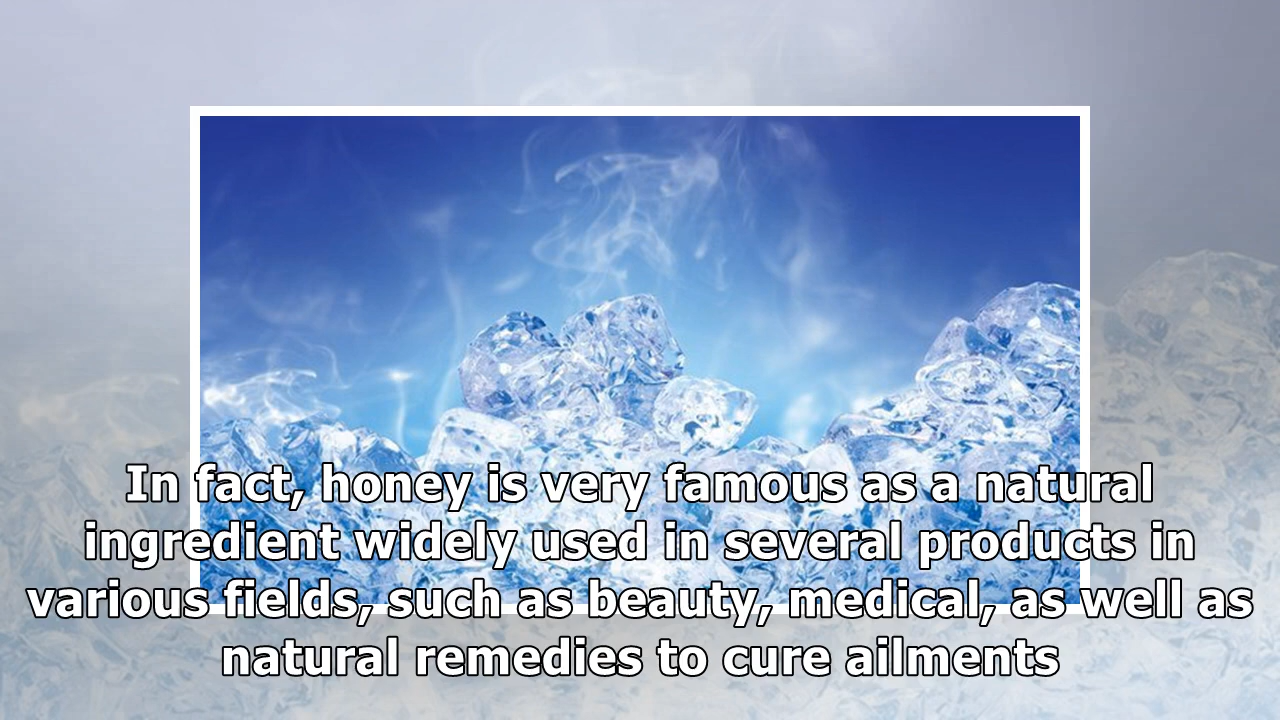 In fact, honey is very famous as a natural
ingredient widely used in several products in
various fields, such as beauty, medical, as well as
natural remedies to cure ailments